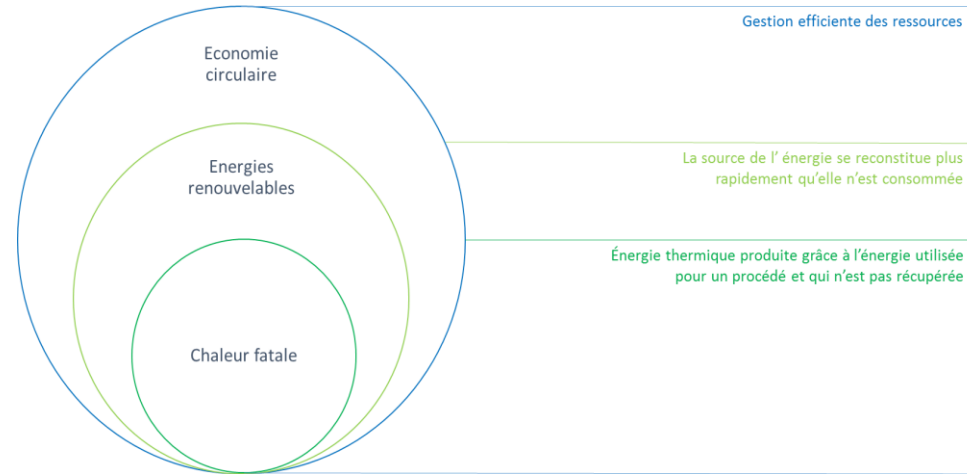 Gestion efficiente des ressources
Economie
circulaire
La source de l' énergie se reconstitue plus
rapidement qu'elle n'est consommée
Energies
renouvelables
Énergie thermique produite grâce à l'énergie utilisée
pour un procédé et qui n'est pas récupérée
Chaleur fatale